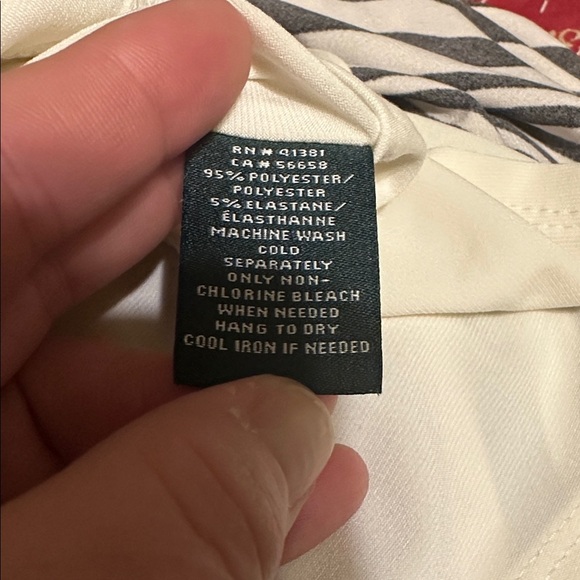 RN # 41381
CA # 56658
95% POLYESTER/
POLYESTER
5% ELASTANE/
ÉLASTHANNE
MACHINE WASH
COLD
SEPARATELY
ONLY NON-
CHLORINE BLEACH
WHEN NEEDED
HANG TO DRY
COOL IRON IF NEEDED